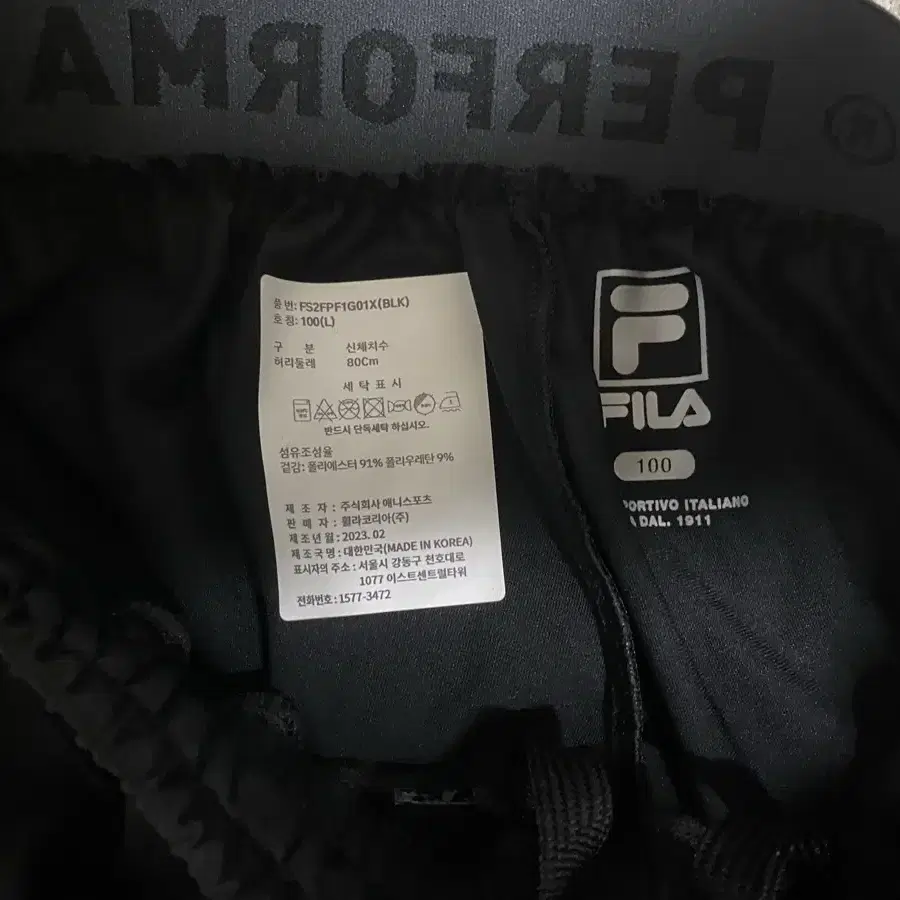 PERFORMA
®
품 번: FS2FPF1G01X(BLK)
호 칭: 100(L)
구 분 신체치수
허리둘레 80Cm
세 탁 표 시
반드시 단독세탁 하십시오.
섬유조성율
겉감: 폴리에스터 91% 폴리우레탄 9%
제 조 자 : 주식회사 애니스포츠
판 매 자 : 휠라코리아(주)
제조년월 : 2023. 02
제조국명 : 대한민국(MADE IN KOREA)
표시자의 주소 : 서울시 강동구 천호대로
1077 이스트센트럴타워
전화번호 : 1577-3472
F
FILA
100
PORTIVO ITALIANO
A DAL. 1911